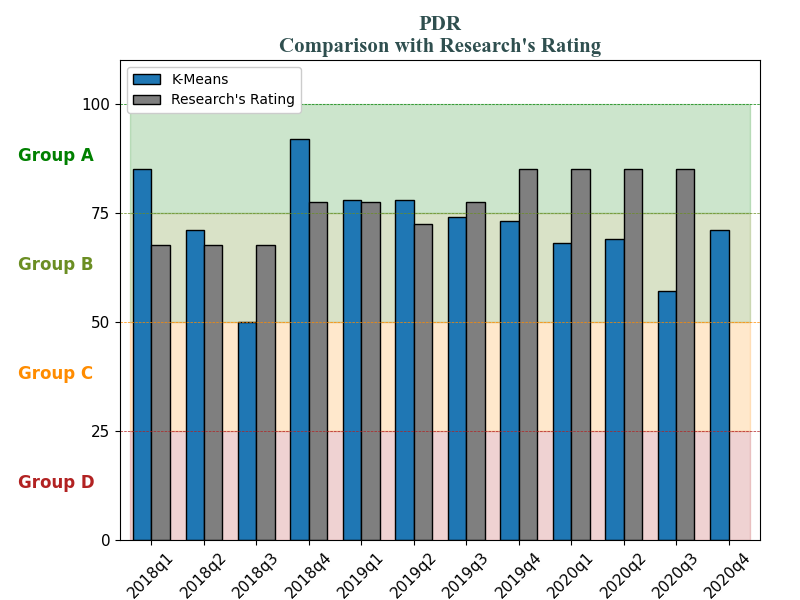 PDR
Comparison with Research's Rating
K-Means
Research's Rating
100
Group A
75
Group B
50
Group C
25
Group D
0
2018q1
2018q2
2018q3
2018q4
2019q1
2019q2
2019q3
2019q4
2020q1
2020q2
2020q3
2020q4